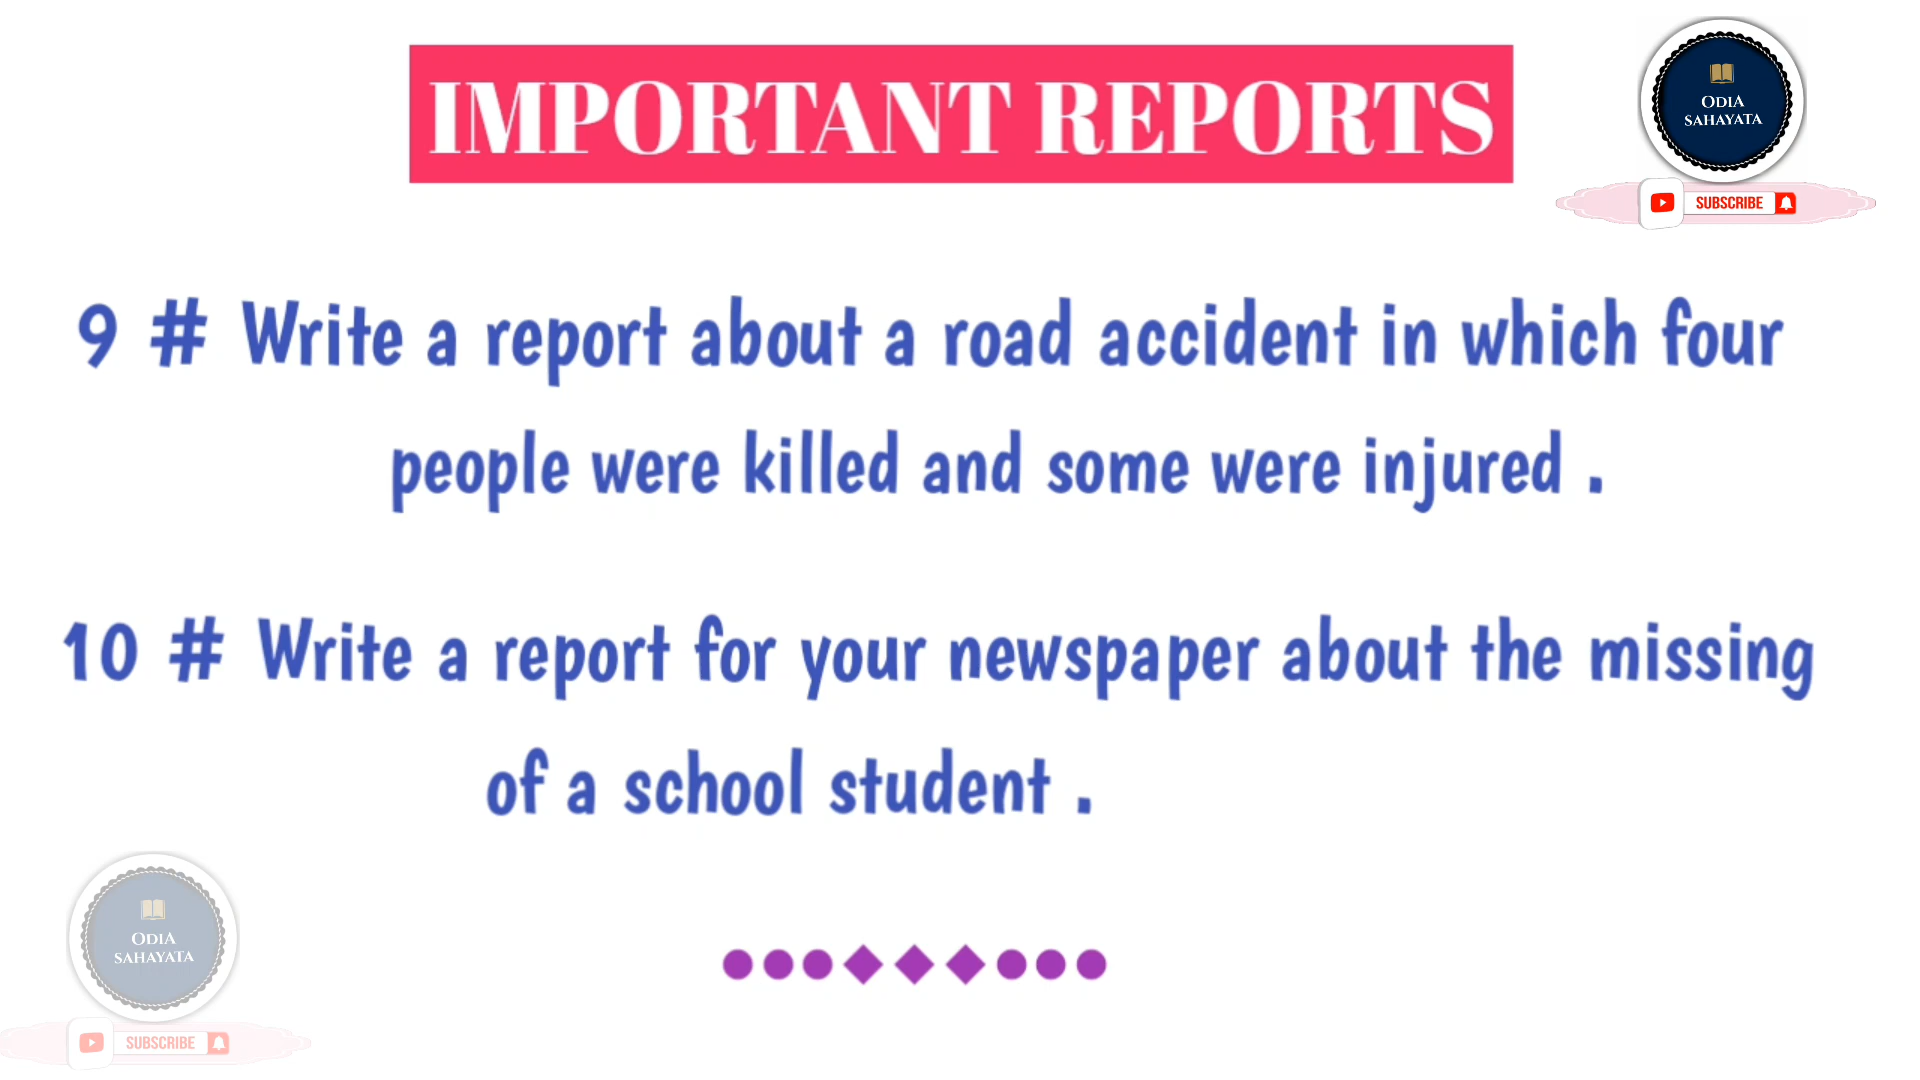 IMPORTANT REPORTS
ODIA
SAHAYATA
SUBSCRIBE
9 # Write a report about a road accident in which four
people were killed and some were injured .
10 # Write a report for your newspaper about the missing
of a school student .
ODIA
SAHAYATA
SUBSCRIBE